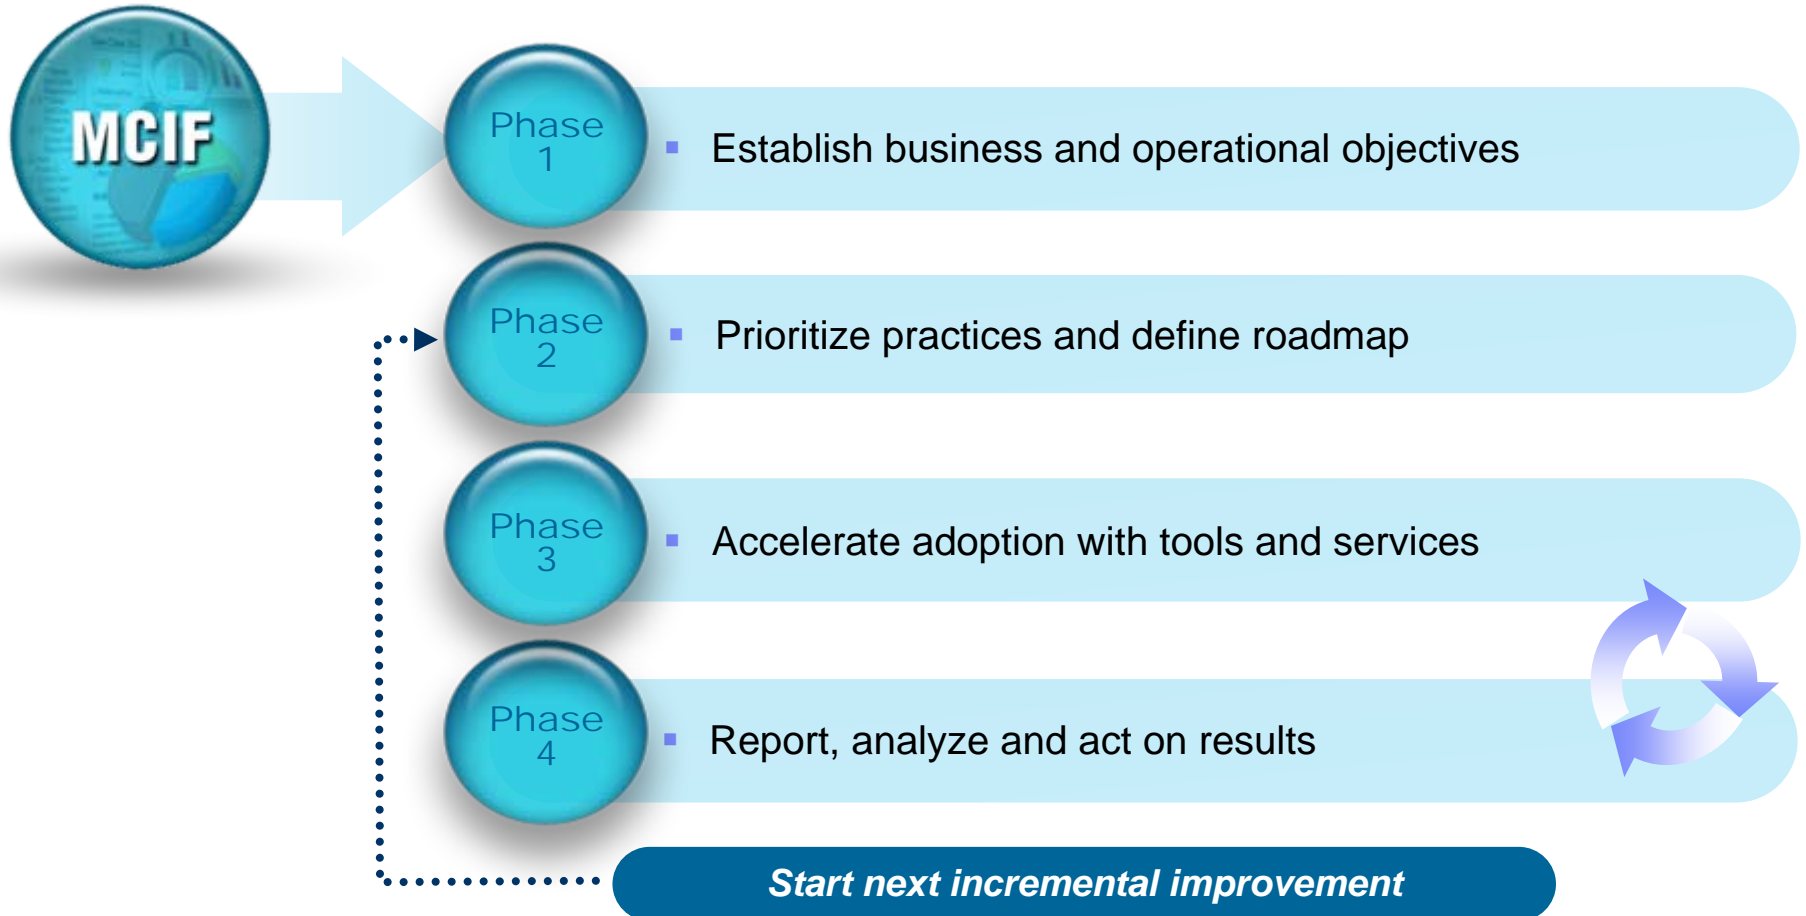 MCIF
Phase
1
▪ Establish business and operational objectives
Phase
2
▪ Prioritize practices and define roadmap
Phase
3
▪ Accelerate adoption with tools and services
Phase
4
▪ Report, analyze and act on results
Start next incremental improvement